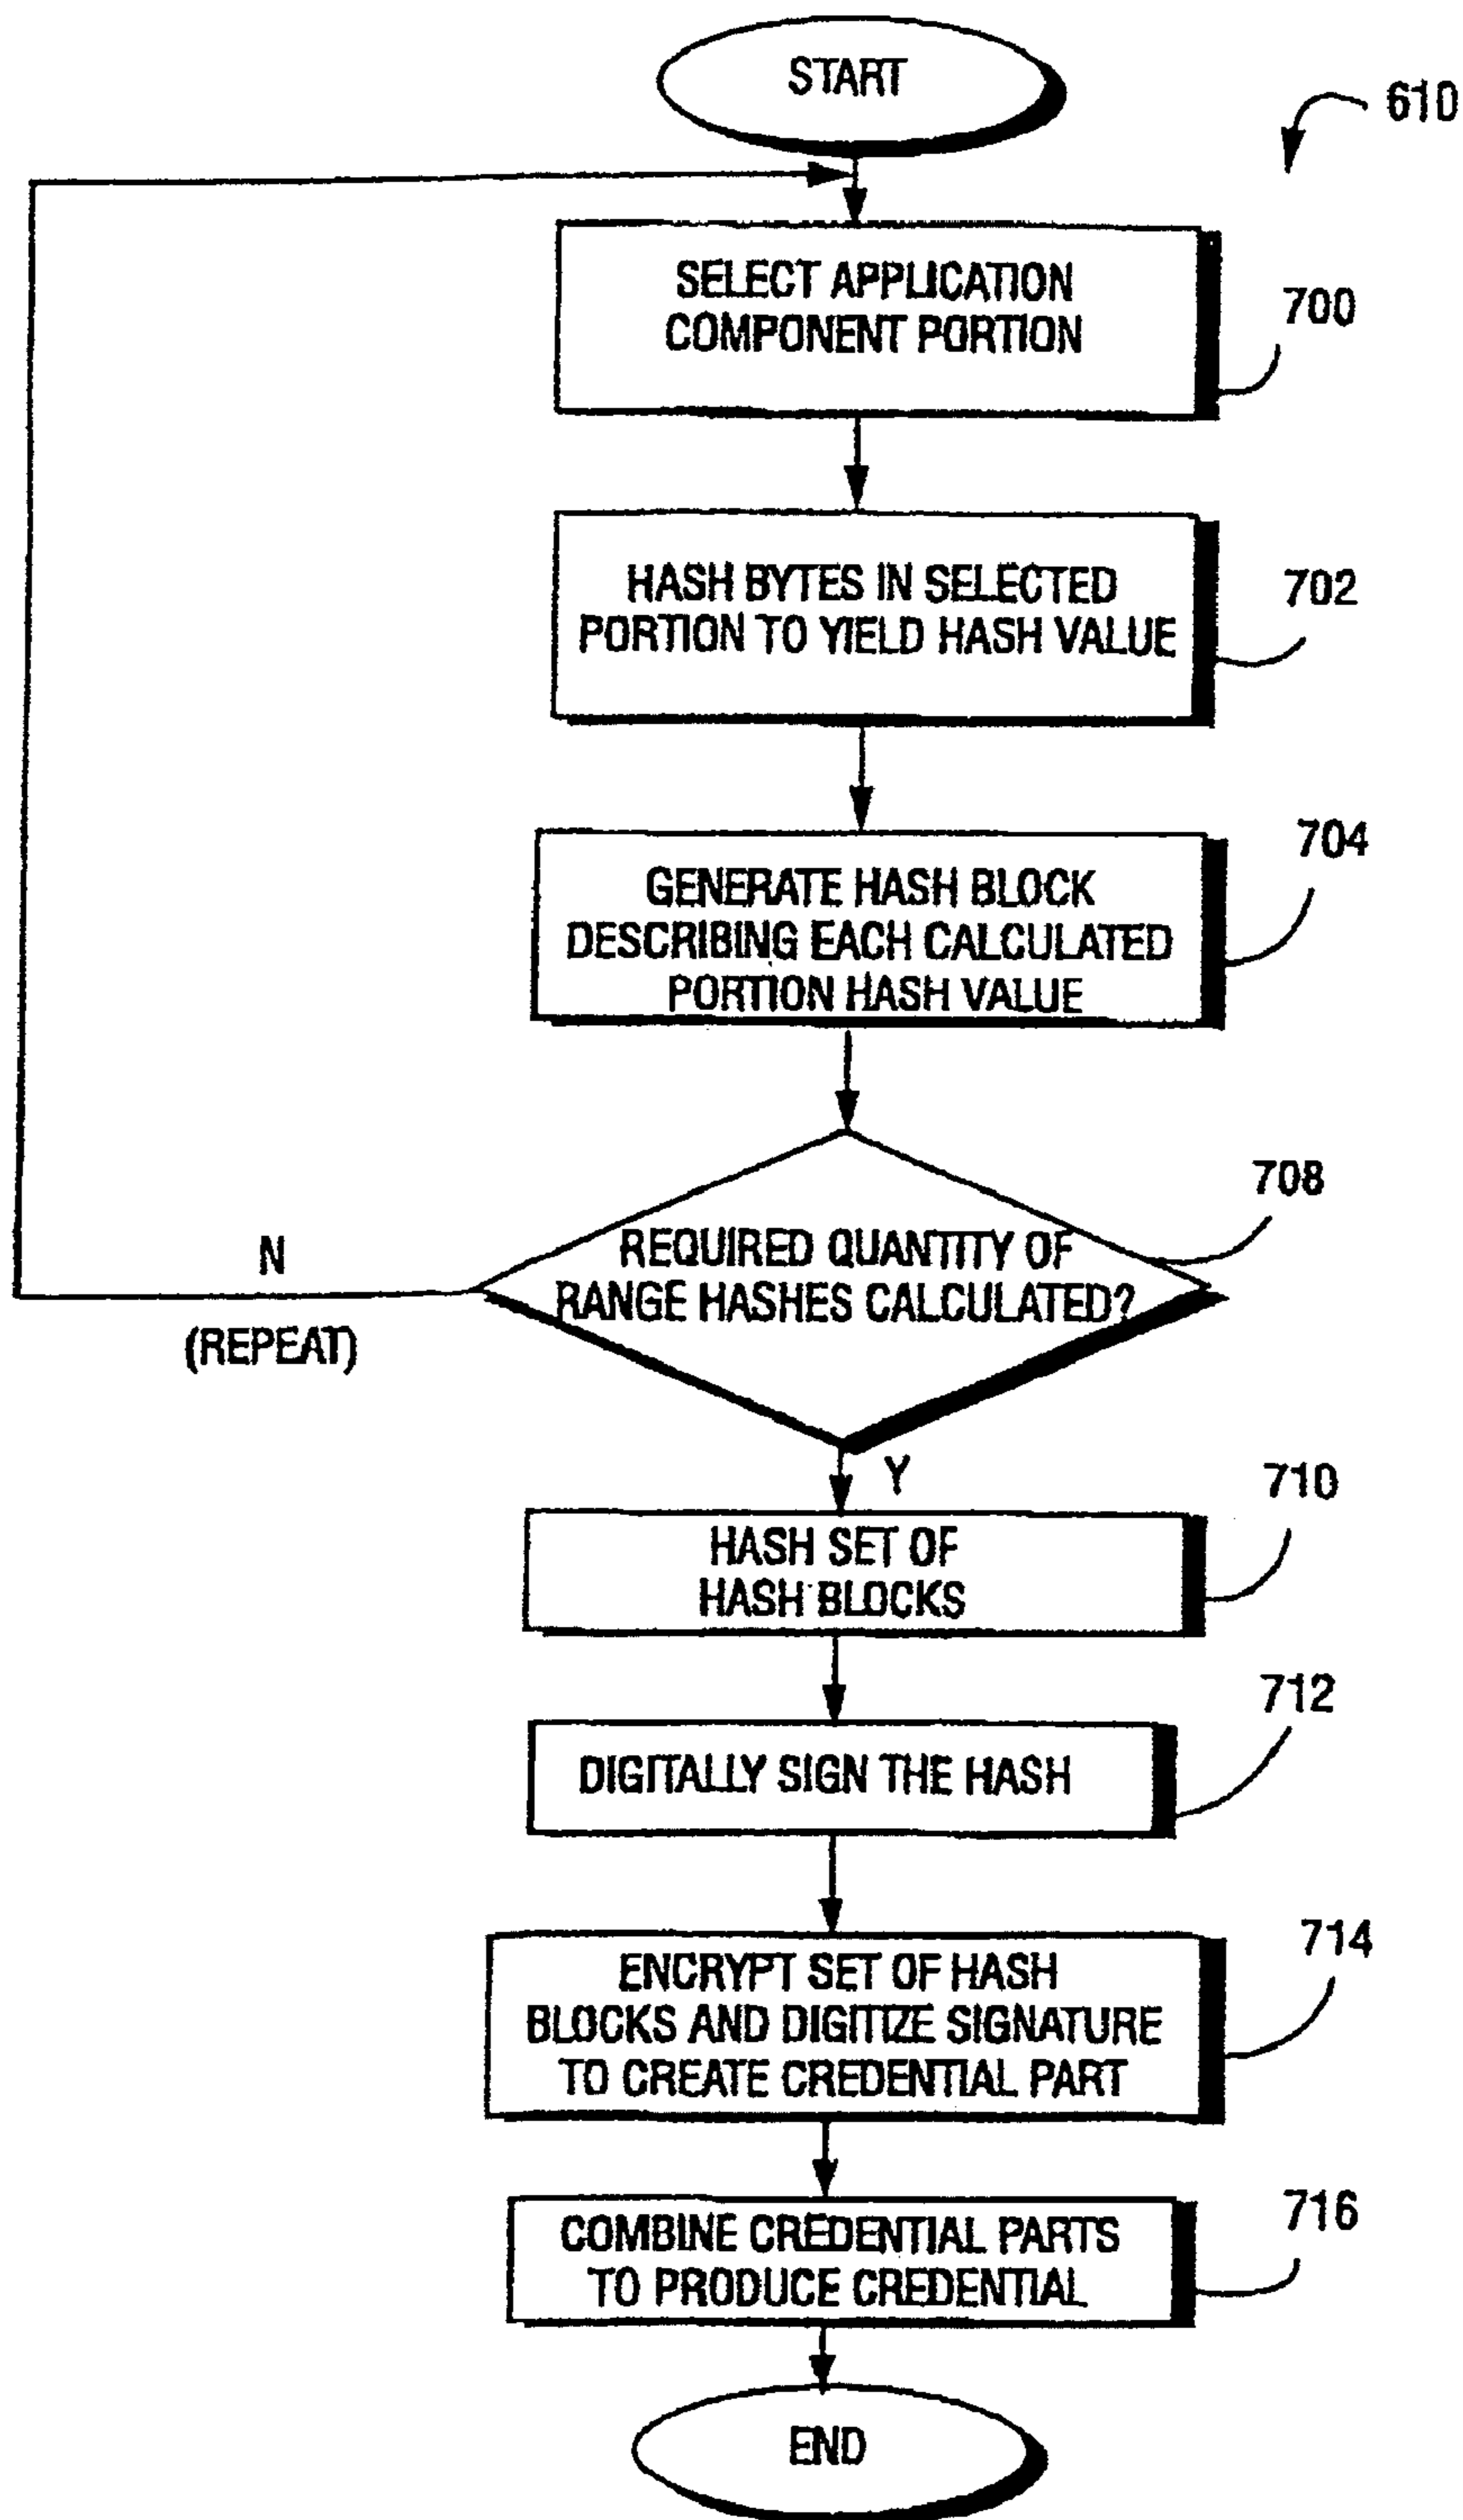 START
610
SELECT APPLICATION
COMPONENT PORTION
700
HASH BYTES IN SELECTED
PORTION TO YIELD HASH VALUE
702
GENERATE HASH BLOCK
DESCRIBING EACH CALCULATED
PORTION HASH VALUE
704
REQUIRED QUANTITY OF
RANGE HASHES CALCULATED?
708
N
(REPEAT)
Y
HASH SET OF
HASH BLOCKS
710
DIGITALLY SIGN THE HASH
712
ENCRYPT SET OF HASH
BLOCKS AND DIGITIZE SIGNATURE
TO CREATE CREDENTIAL PART
714
COMBINE CREDENTIAL PARTS
TO PRODUCE CREDENTIAL
716
END